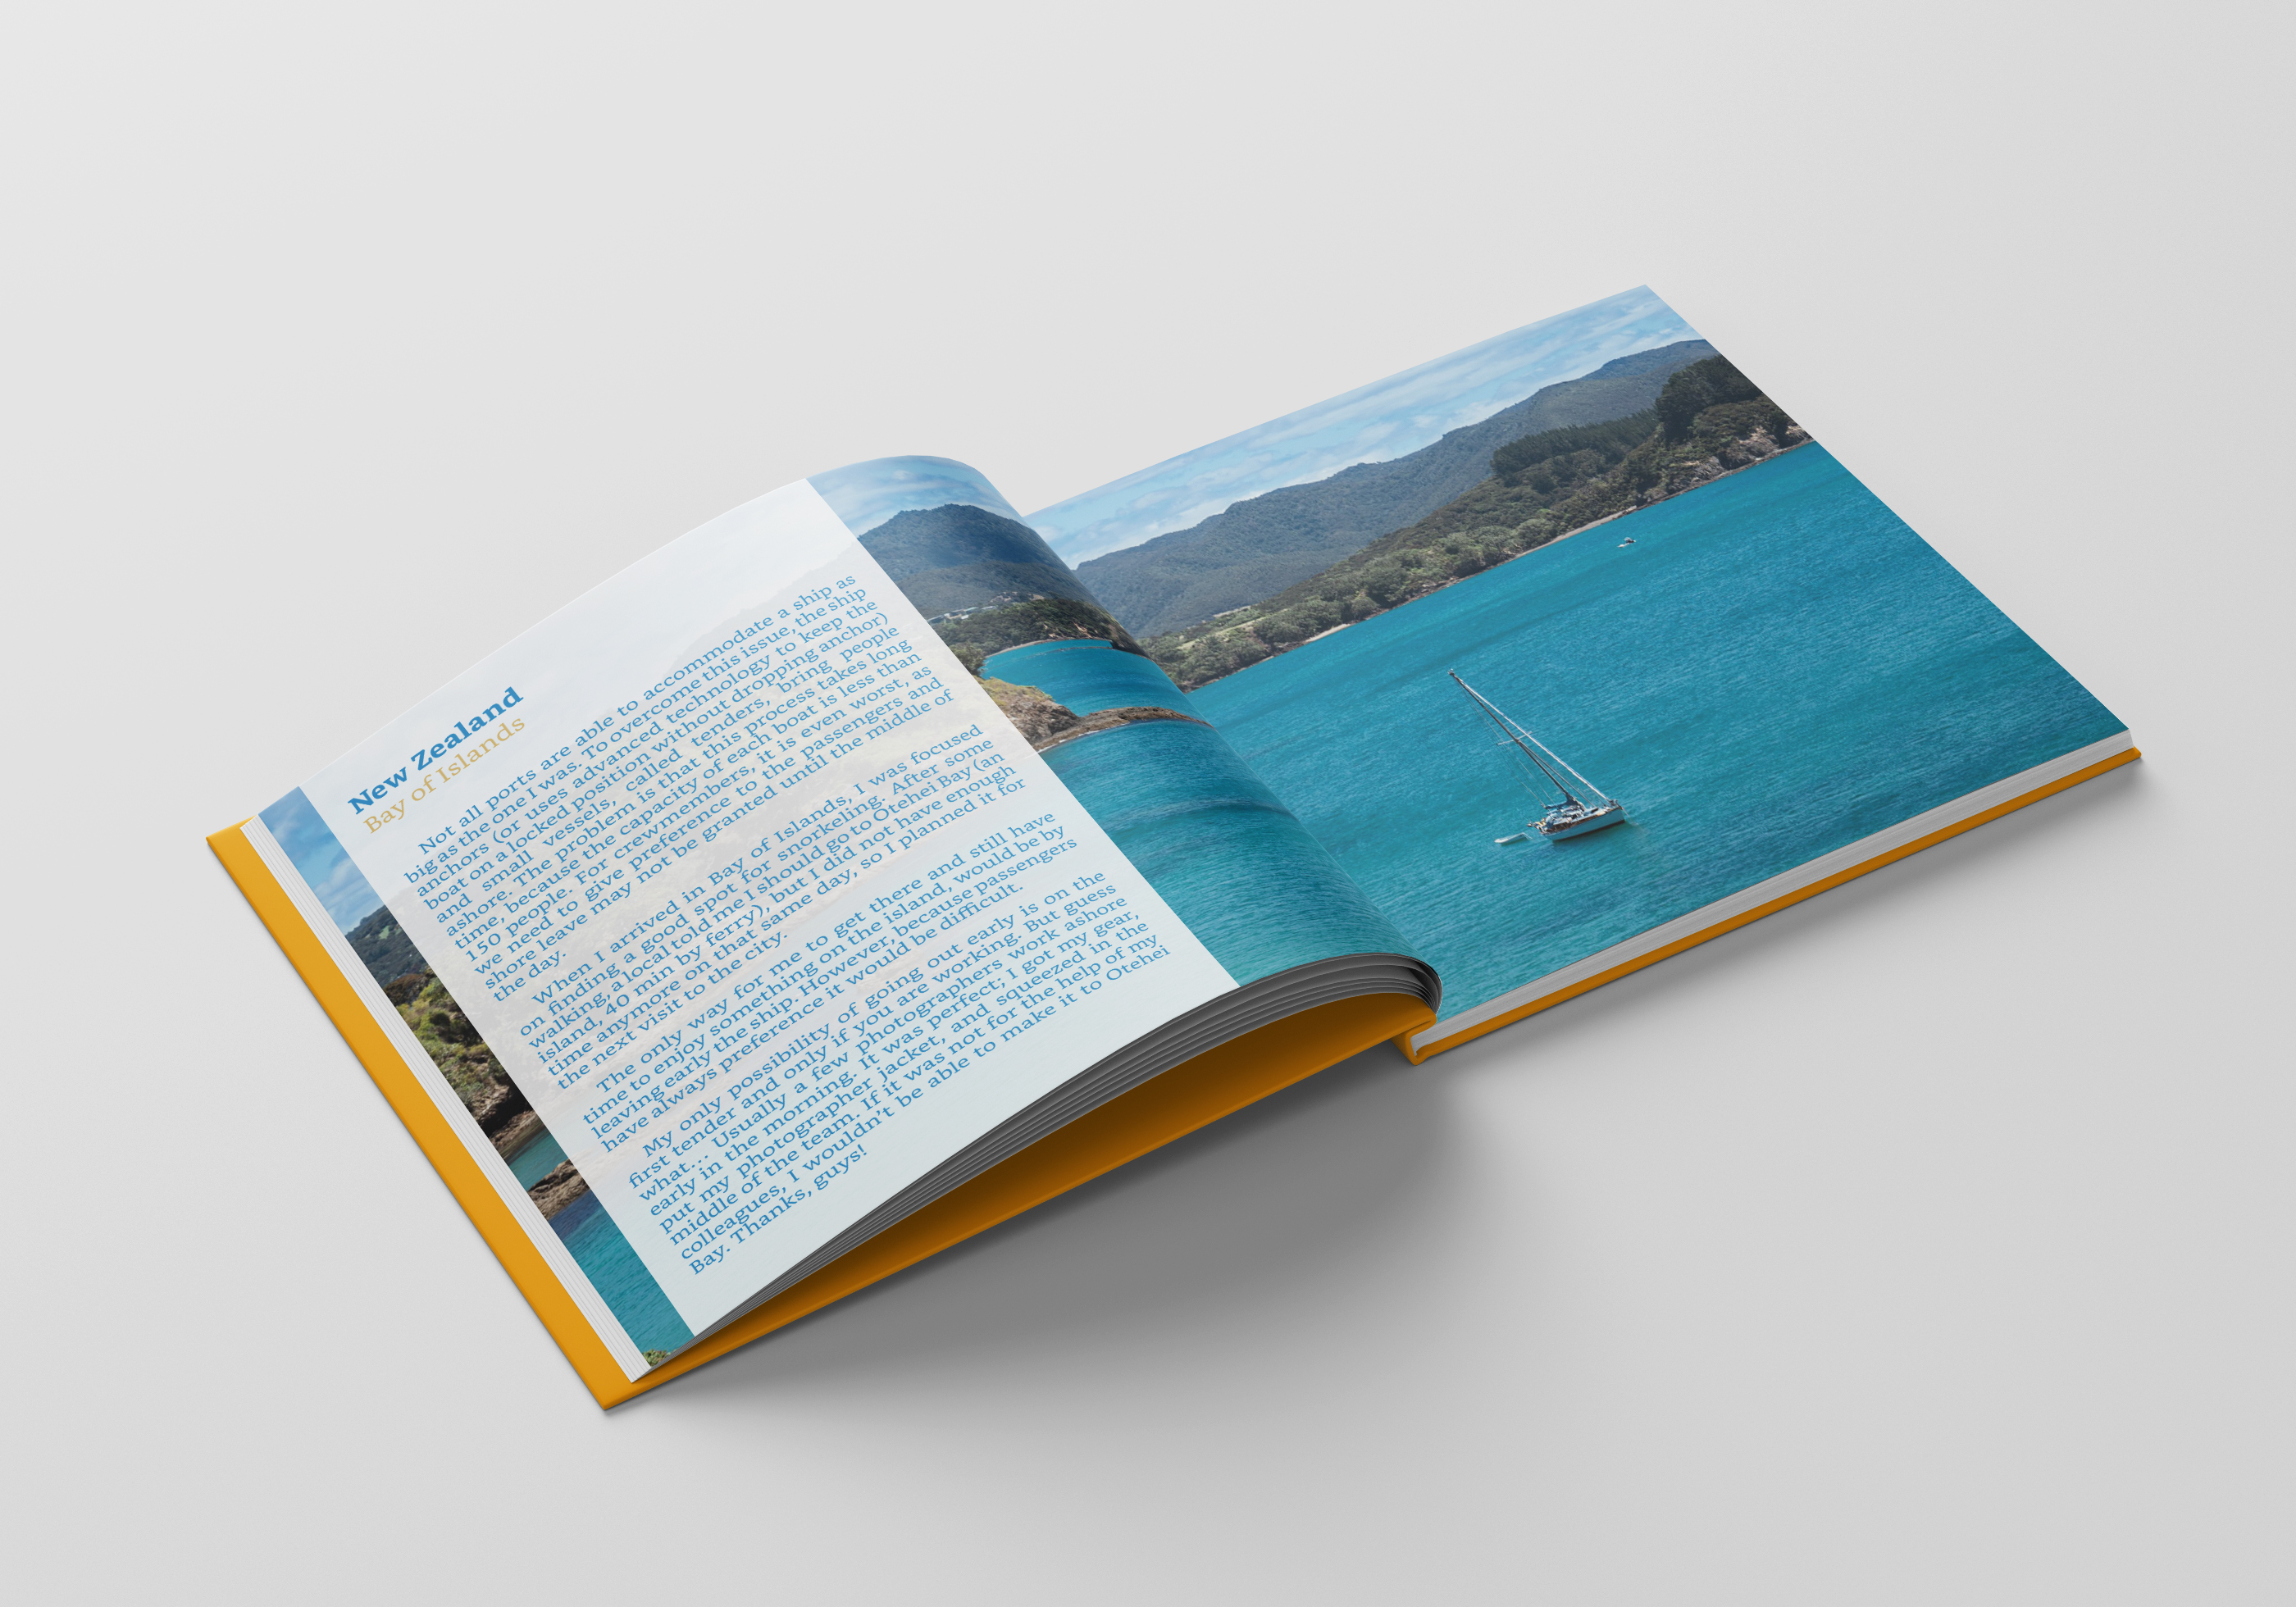 New Zealand
Bay of Islands
Not all ports are able to accommodate a ship as
big as the one I was. To overcome this issue, the ship
anchors (or uses advanced technology to keep the
boat on a locked position without dropping anchor)
and small vessels, called tenders, bring people
ashore. The problem is that this process takes long
time, because the capacity of each boat is less than
150 people. For crewmembers, it is even worst, as
we need to give preference to the passengers and
shore leave may not be granted until the middle of
the day.
When I arrived in Bay of Islands, I was focused
on finding a good spot for snorkeling. After some
walking, a local told me I should go to Otehei Bay (an
island, 40 min by ferry), but I did not have enough
time anymore on that same day, so I planned it for
the next visit to the city.
The only way for me to get there and still have
time to enjoy something on the island, would be by
leaving early the ship. However, because passengers
have always preference it would be difficult.
My only possibility of going out early is on the
first tender and only if you are working. But guess
what... Usually a few photographers work ashore
early in the morning. It was perfect; I got my gear,
put my photographer jacket, and squeezed in the
middle of the team. If it was not for the help of my
colleagues, I wouldn't be able to make it to Otehei
Bay. Thanks, guys!